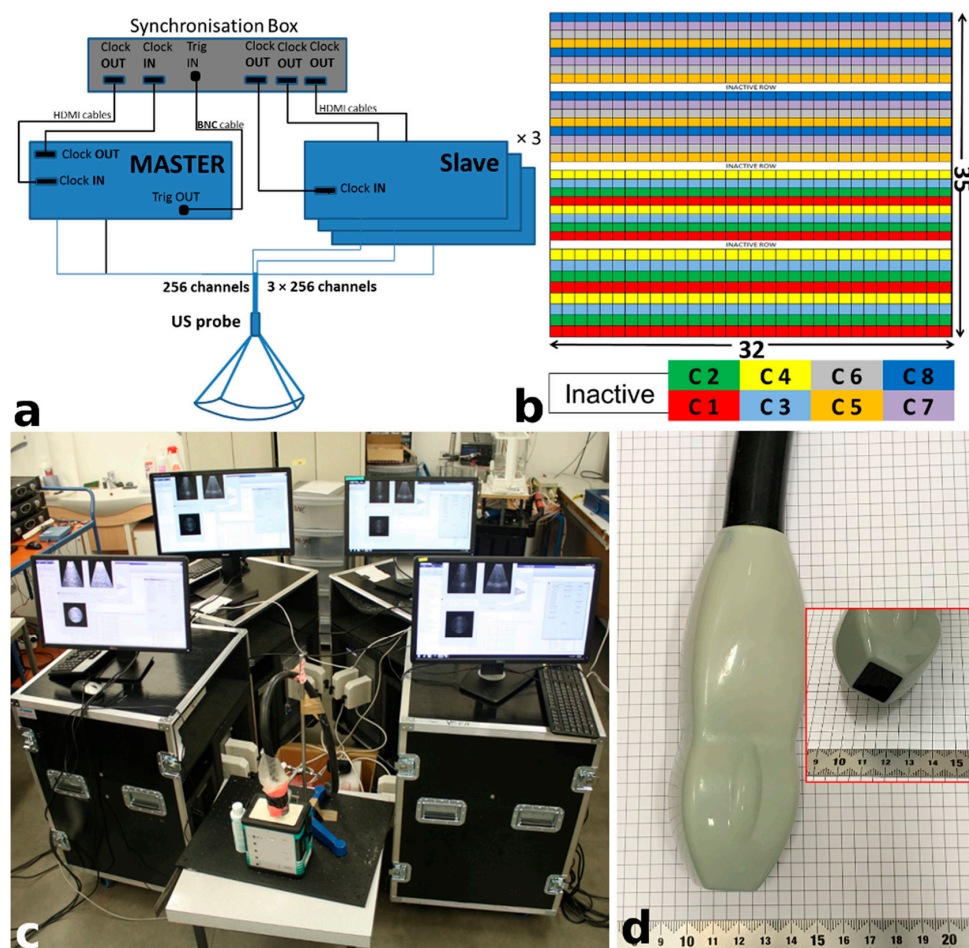 Synchronisation Box
Clock OUT
Clock IN
Trig IN
Clock OUT
Clock OUT
Clock OUT
HDMI cables
BNC cable
HDMI cables
Clock OUT
MASTER
Clock IN
Trig OUT
Slave
× 3
Clock IN
256 channels
3 × 256 channels
US probe
a
INACTIVE ROW
INACTIVE ROW
INACTIVE ROW
35
32
Inactive
C 2 C 4 C 6 C 8
C 1 C 3 C 5 C 7
b
c
9 10 11 12 13 14 15
9 10 11 12 13 14 15 16 17 18 19 20
d